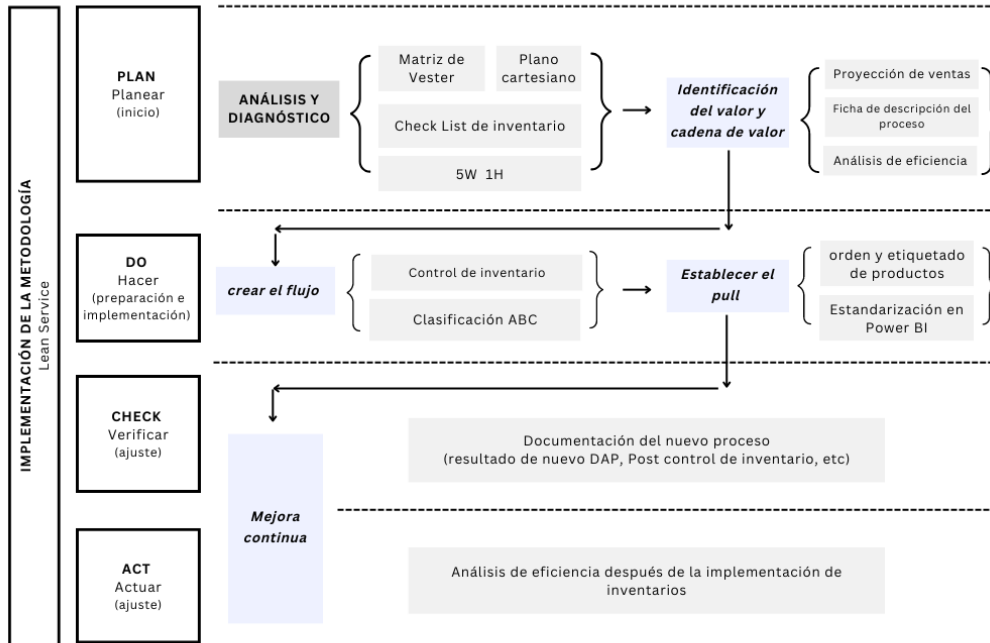 IMPLEMENTACIÓN DE LA METODOLOGÍA
Lean Service
PLAN
Planear
(inicio)
ANÁLISIS Y
DIAGNÓSTICO
Matriz de
Vester
Plano
cartesiano
Check List de inventario
5W 1H
Identificación
del valor y
cadena de valor
Proyección de ventas
Ficha de descripción del
proceso
Análisis de eficiencia
DO
Hacer
(preparación e
implementación)
crear el flujo
Control de inventario
Clasificación ABC
Establecer el
pull
orden y etiquetado
de productos
Estandarización en
Power BI
CHECK
Verificar
(ajuste)
Mejora
continua
Documentación del nuevo proceso
(resultado de nuevo DAP, Post control de inventario, etc)
ACT
Actuar
(ajuste)
Análisis de eficiencia después de la implementación de
inventarios